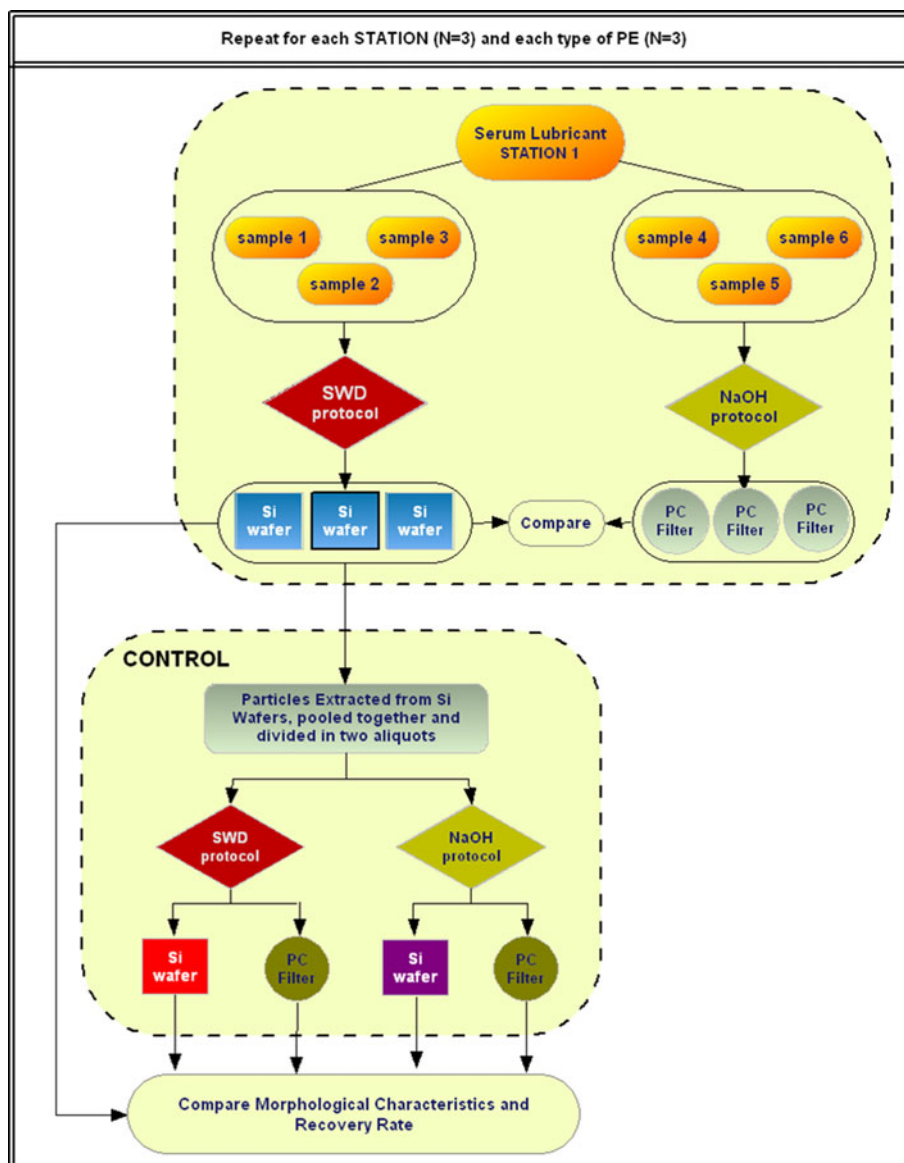 Repeat for each STATION (N=3) and each type of PE (N=3)
Serum Lubricant
STATION 1
sample 1
sample 3
sample 2
sample 4
sample 6
sample 5
SWD
protocol
NaOH
protocol
Si
wafer
Si
wafer
Si
wafer
Compare
PC
Filter
PC
Filter
PC
Filter
CONTROL
Particles Extracted from Si
Wafers, pooled together and
divided in two aliquots
SWD
protocol
NaOH
protocol
Si
wafer
PC
Filter
Si
wafer
PC
Filter
Compare Morphological Characteristics and
Recovery Rate